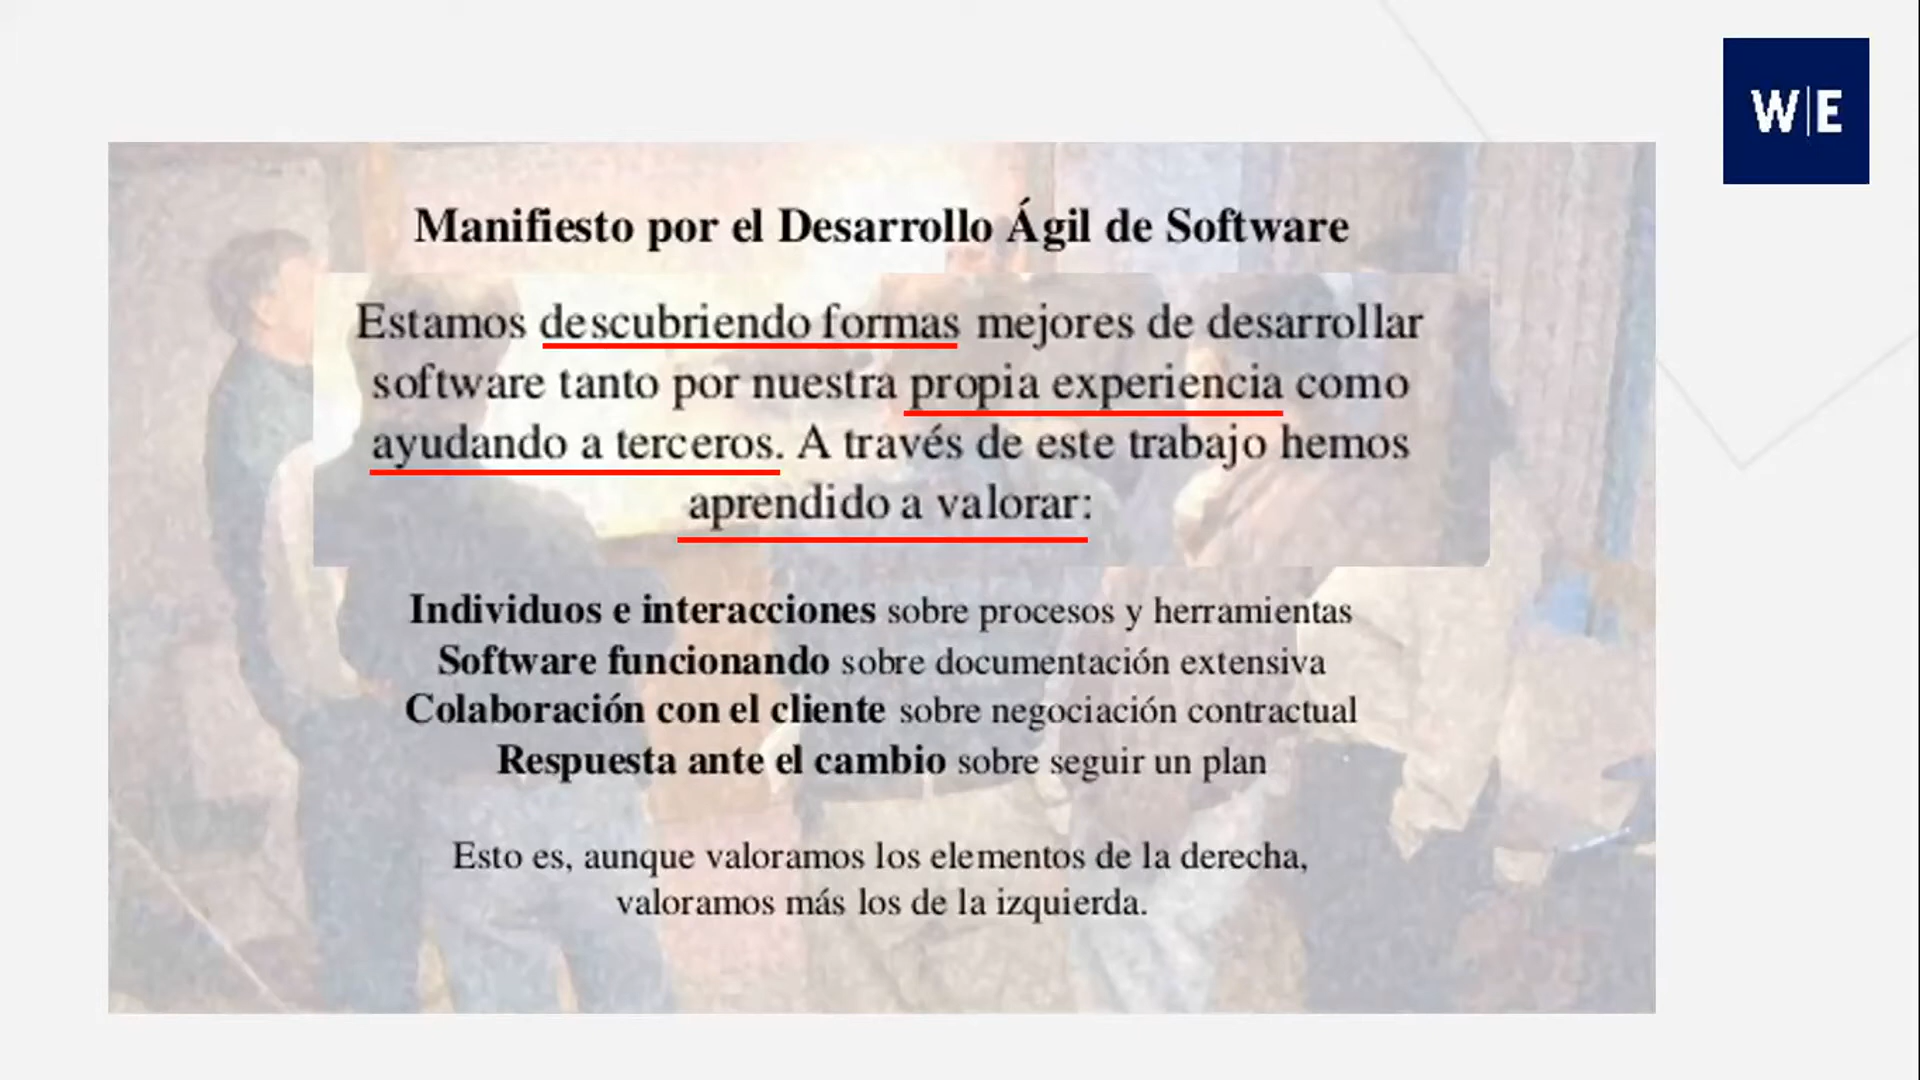 W|E
Manifiesto por el Desarrollo Ágil de Software
Estamos descubriendo formas mejores de desarrollar
software tanto por nuestra propia experiencia como
ayudando a terceros. A través de este trabajo hemos
aprendido a valorar:
Individuos e interacciones sobre procesos y herramientas
Software funcionando sobre documentación extensiva
Colaboración con el cliente sobre negociación contractual
Respuesta ante el cambio sobre seguir un plan
Esto es, aunque valoramos los elementos de la derecha,
valoramos más los de la izquierda.